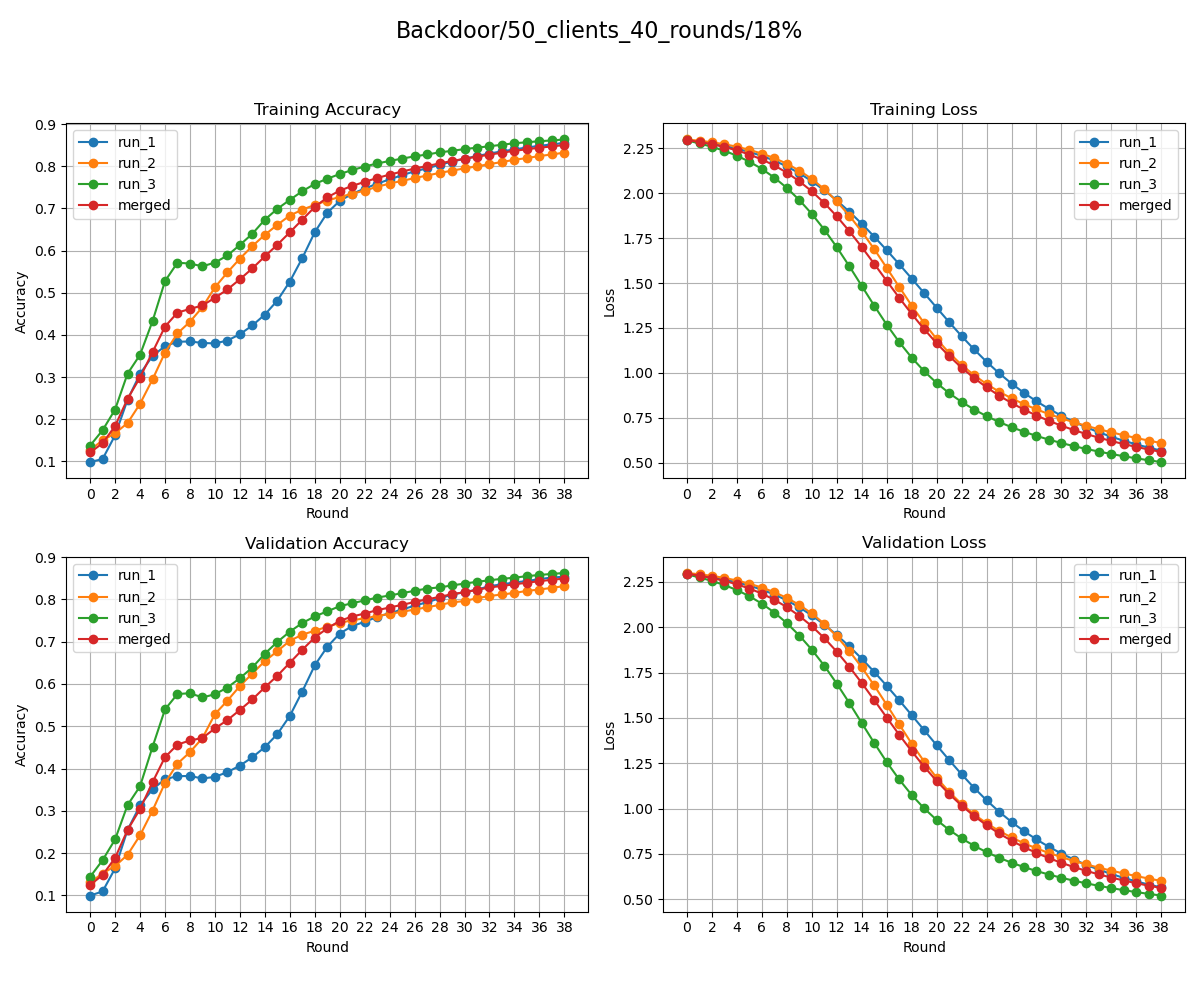 Backdoor/50_clients_40_rounds/18%
Training Accuracy
Accuracy
0.9
0.8
0.7
0.6
0.5
0.4
0.3
0.2
0.1
run_1
run_2
run_3
merged
0 2 4 6 8 10 12 14 16 18 20 22 24 26 28 30 32 34 36 38
Round
Training Loss
Loss
2.25
2.00
1.75
1.50
1.25
1.00
0.75
0.50
run_1
run_2
run_3
merged
0 2 4 6 8 10 12 14 16 18 20 22 24 26 28 30 32 34 36 38
Round
Validation Accuracy
Accuracy
0.9
0.8
0.7
0.6
0.5
0.4
0.3
0.2
0.1
run_1
run_2
run_3
merged
0 2 4 6 8 10 12 14 16 18 20 22 24 26 28 30 32 34 36 38
Round
Validation Loss
Loss
2.25
2.00
1.75
1.50
1.25
1.00
0.75
0.50
run_1
run_2
run_3
merged
0 2 4 6 8 10 12 14 16 18 20 22 24 26 28 30 32 34 36 38
Round